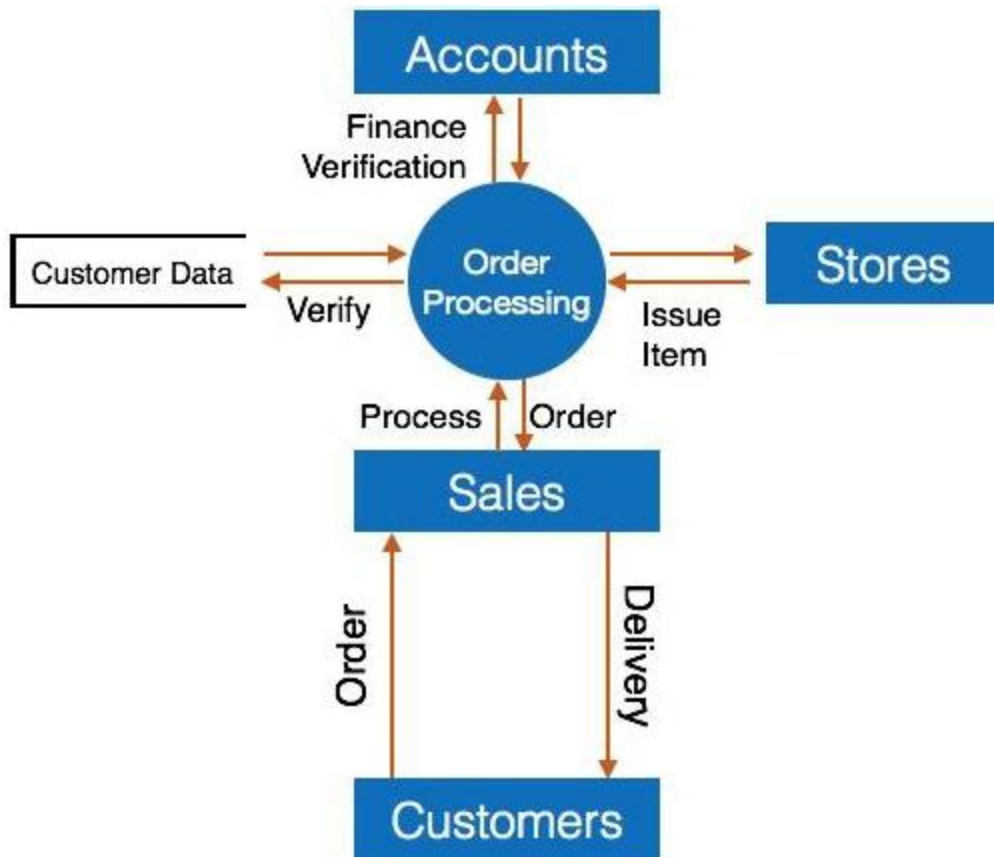 Accounts
Finance
Verification
Customer Data
Order
Processing
Stores
Verify
Issue
Item
Process
Order
Sales
Order
Delivery
Customers